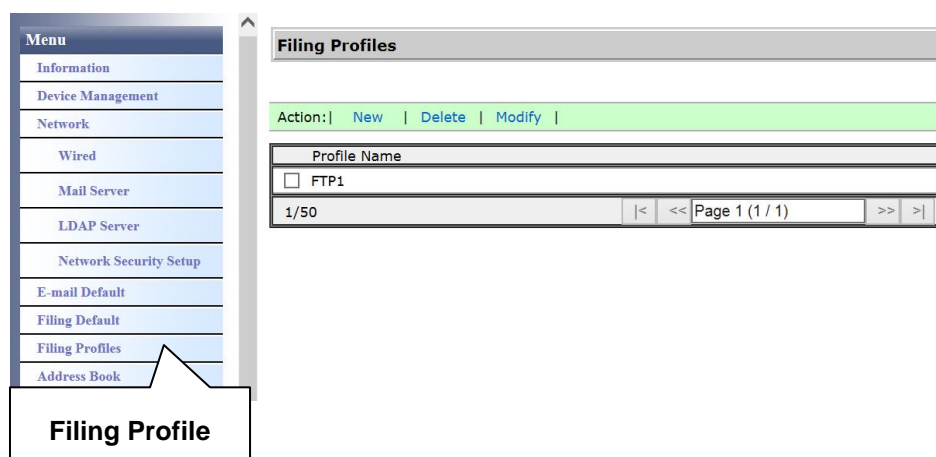 Menu
Information
Device Management
Network
Wired
Mail Server
LDAP Server
Network Security Setup
E-mail Default
Filing Default
Filing Profiles
Address Book
Filing Profile
Filing Profiles
Action:| New | Delete | Modify |
Profile Name
FTP1
1/50 |< << Page 1 (1 / 1) >> >|